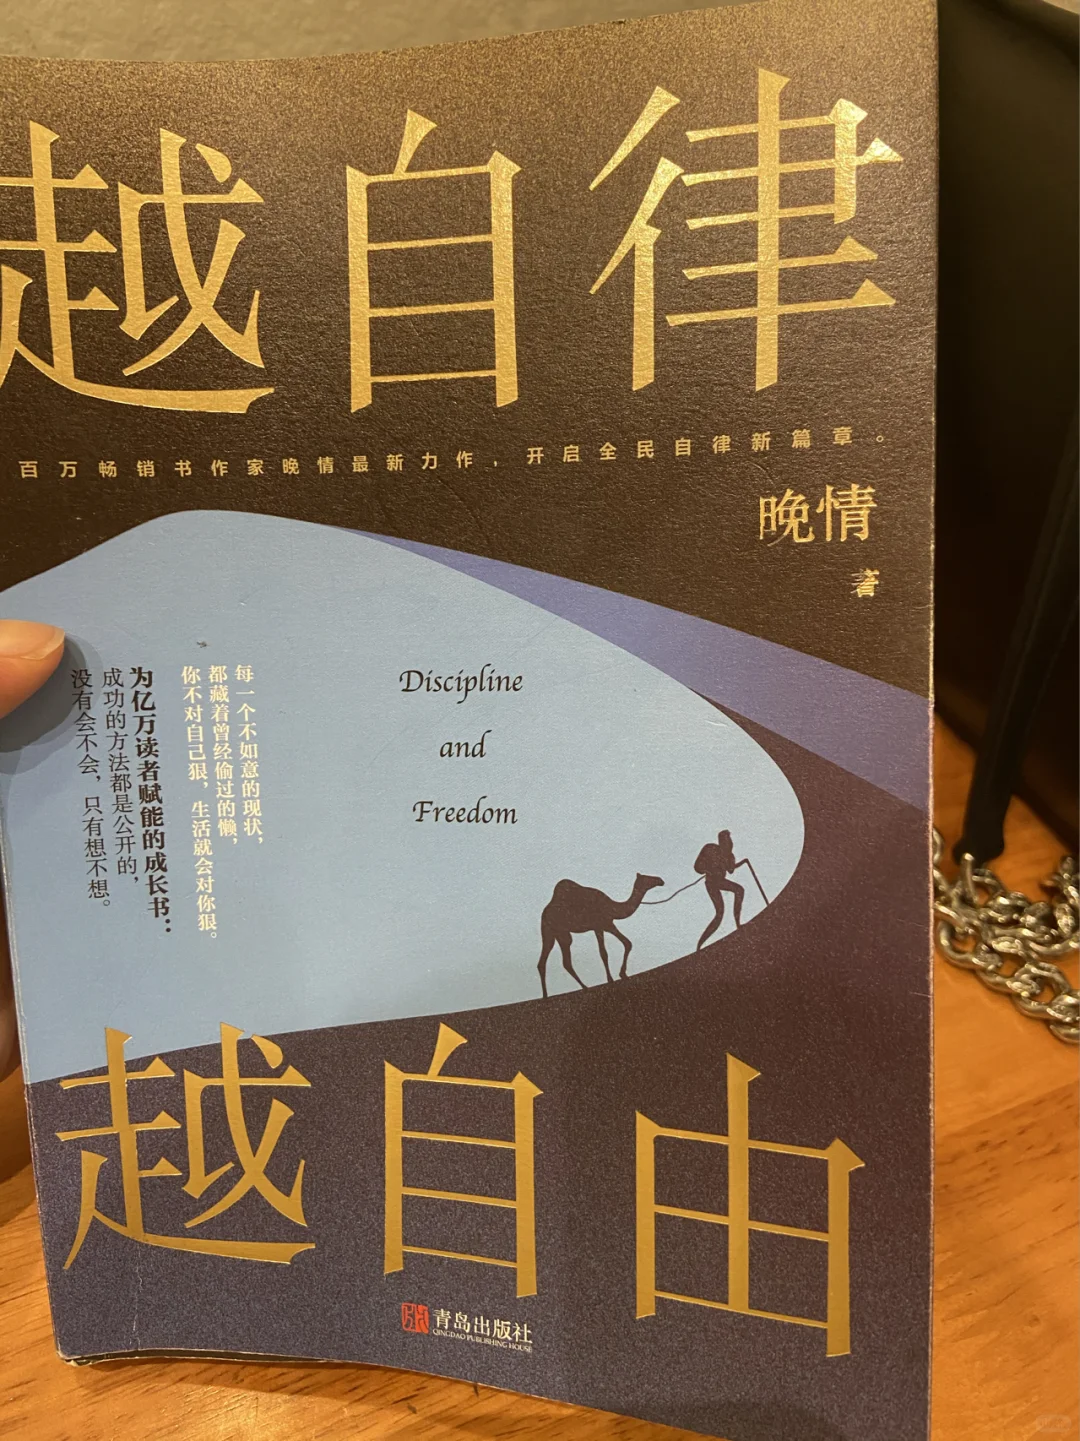 越自律
百万畅销书作家晚情最新力作，开启全民自律新篇章。
晚情
著
每一个不如意的现状，
都藏着曾经偷过的懒，
你不对自己狠，生活就会对你狠。
为亿万读者赋能的成长书：
成功的方法都是公开的，
没有会不会，只有想不想。
Discipline
and
Freedom
越自由
青岛出版社
QINGDAO PUBLISHING HOUSE